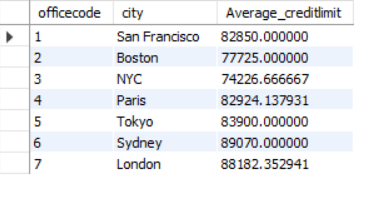 officecode city Average_creditlimit
1 San Francisco 82850.000000
2 Boston 77725.000000
3 NYC 74226.666667
4 Paris 82924.137931
5 Tokyo 83900.000000
6 Sydney 89070.000000
7 London 88182.352941